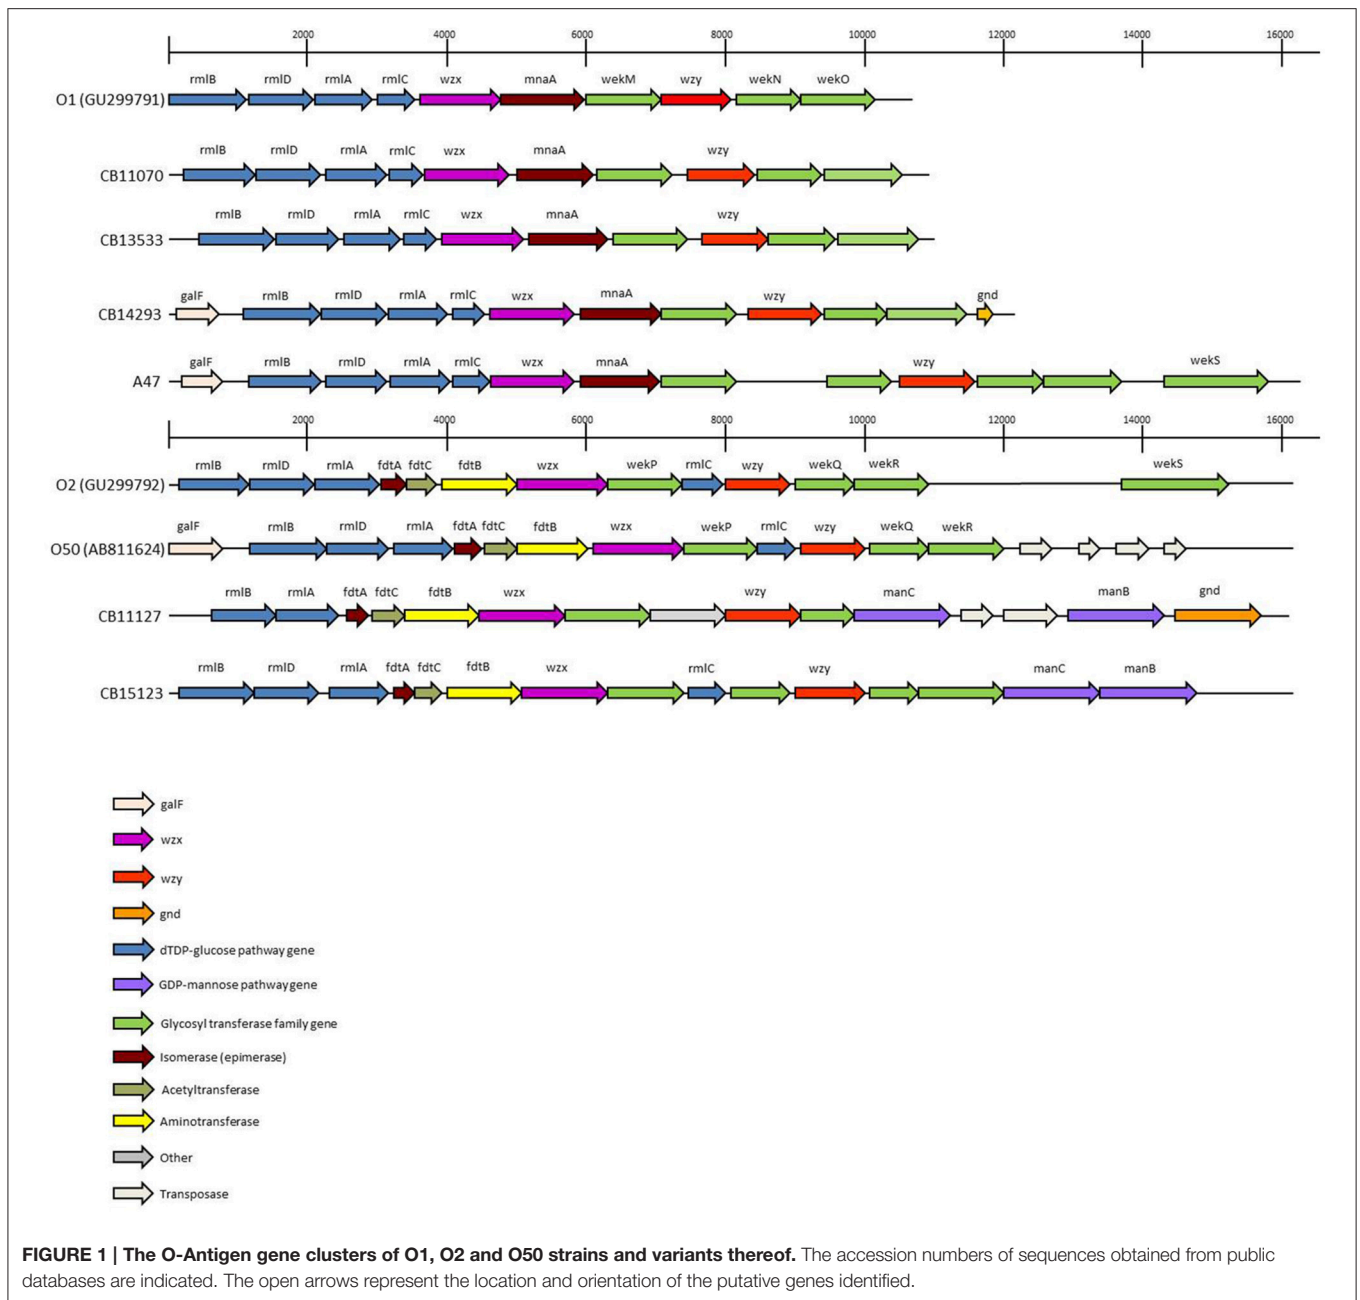 2000 4000 6000 8000 10000 12000 14000 16000
rmlB rmlD rmlA rmlC wzx mnaA wekM wzy wekN wekO
O1 (GU299791)
rmlB rmlD rmlA rmlC wzx mnaA wzy
CB11070
rmlB rmlD rmlA rmlC wzx mnaA wzy
CB13533
galF rmlB rmlD rmlA rmlC wzx mnaA wzy gnd
CB14293
galF rmlB rmlD rmlA rmlC wzx mnaA wzy wekS
A47
2000 4000 6000 8000 10000 12000 14000 16000
rmlB rmlD rmlA fdtA fdtC fdtB wzx wekP rmlC wzy wekQ wekR wekS
O2 (GU299792)
galF rmlB rmlD rmlA fdtA fdtC fdtB wzx wekP rmlC wzy wekQ wekR
O50 (AB811624)
rmlB rmlA fdtA fdtC fdtB wzx wzy manC manB gnd
CB11127
rmlB rmlD rmlA fdtA fdtC fdtB wzx rmlC wzy manC manB
CB15123
galF
wzx
wzy
gnd
dTDP-glucose pathway gene
GDP-mannose pathway gene
Glycosyl transferase family gene
Isomerase (epimerase)
Acetyltransferase
Aminotransferase
Other
Transposase
FIGURE 1 | The O-Antigen gene clusters of O1, O2 and O50 strains and variants thereof. The accession numbers of sequences obtained from public
databases are indicated. The open arrows represent the location and orientation of the putative genes identified.